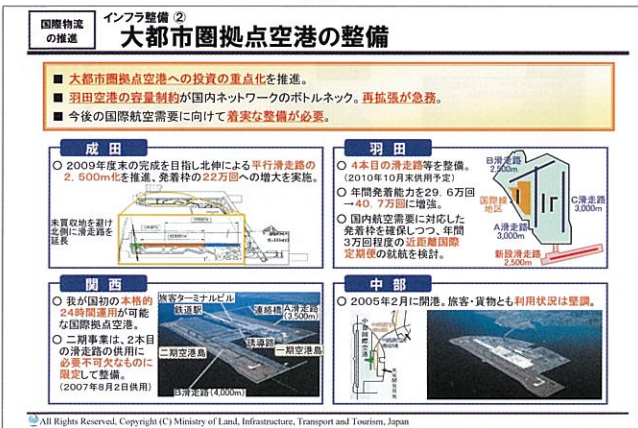 国際物流
の推進
インフラ整備 ②
大都市圏拠点空港の整備
■ 大都市圏拠点空港への投資の重点化を推進。
■ 羽田空港の容量制約が国内ネットワークのボトルネック。再拡張が急務。
■ 今後の国際航空需要に向けて着実な整備が必要。
成田
○ 2009年度末の完成を目指し北伸による平行滑走路の
2,500m化を推進、発着枠の22万回への増大を実施。
未買収地を避け
北側に滑走路を
延長
羽田
○ 4本目の滑走路等を整備。
(2010年10月末供用予定)
○ 年間発着能力を29.6万回
→40.7万回に増強。
○ 国内航空需要に対応した
発着枠を確保しつつ、年間
3万回程度の近距離国際
定期便の就航を検討。
B滑走路
2,500m
国際線
地区
C滑走路
3,000m
A滑走路
3,000m
新設滑走路
2,500m
関西
○ 我が国初の本格的
24時間運用が可能
な国際拠点空港。
○ 二期事業は、2本目
の滑走路の供用に
必要不可欠なものに
限定して整備。
(2007年8月2日供用)
旅客ターミナルビル
鉄道駅
連絡橋
A滑走路
(3,500m)
誘導路
二期空港島
一期空港島
B滑走路(4,000m)
中部
○ 2005年2月に開港。旅客・貨物とも利用状況は堅調。
中部国際空港
All Rights Reserved, Copyright (C) Ministry of Land, Infrastructure, Transport and Tourism, Japan